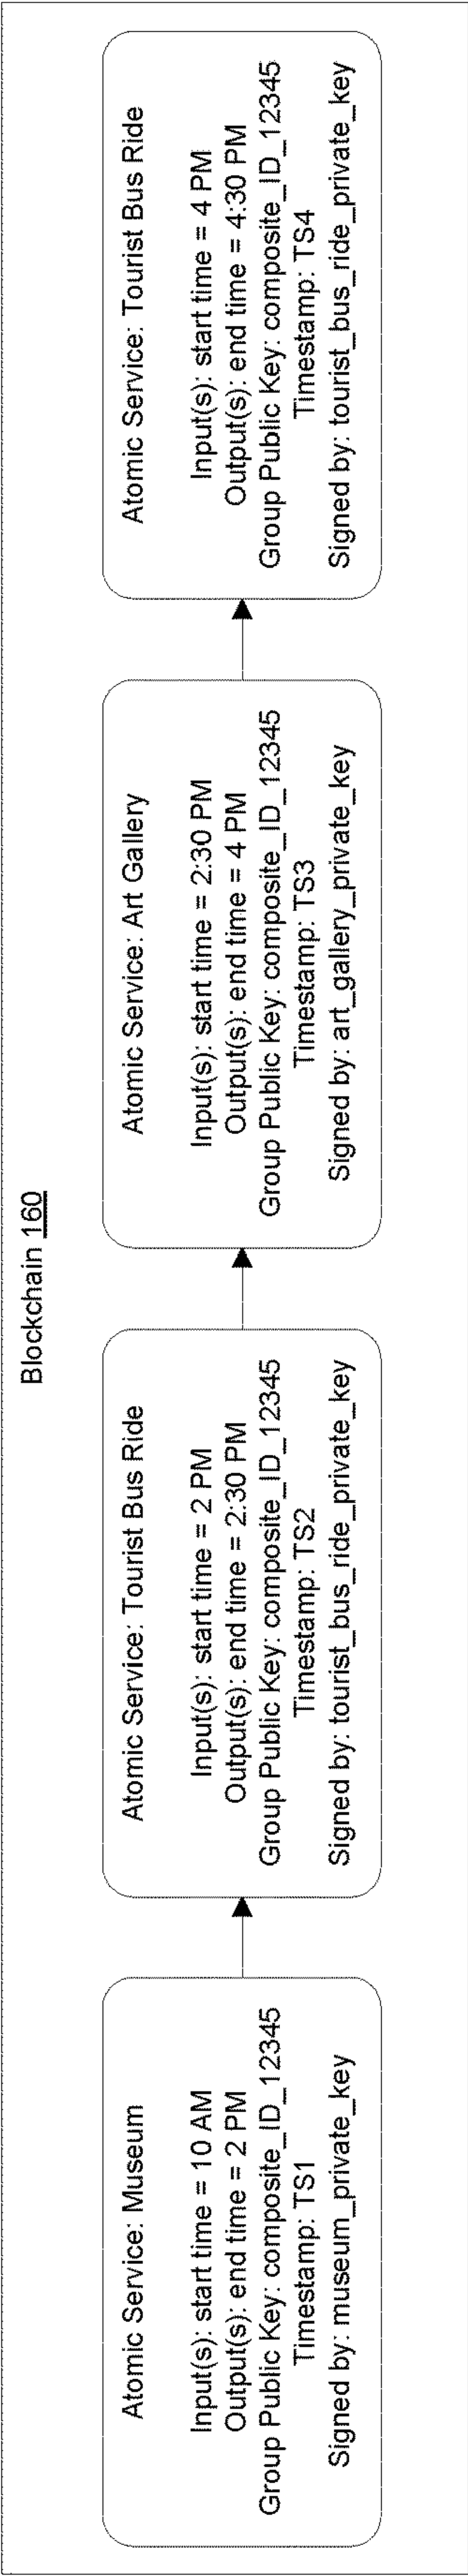 Blockchain 160
Atomic Service: Museum
Input(s): start time = 10 AM
Output(s): end time = 2 PM
Group Public Key: composite_ID_12345
Timestamp: TS1
Signed by: museum_private_key
Atomic Service: Tourist Bus Ride
Input(s): start time = 2 PM
Output(s): end time = 2:30 PM
Group Public Key: composite_ID_12345
Timestamp: TS2
Signed by: tourist_bus_ride_private_key
Atomic Service: Art Gallery
Input(s): start time = 2:30 PM
Output(s): end time = 4 PM
Group Public Key: composite_ID_12345
Timestamp: TS3
Signed by: art_gallery_private_key
Atomic Service: Tourist Bus Ride
Input(s): start time = 4 PM
Output(s): end time = 4:30 PM
Group Public Key: composite_ID_12345
Timestamp: TS4
Signed by: tourist_bus_ride_private_key